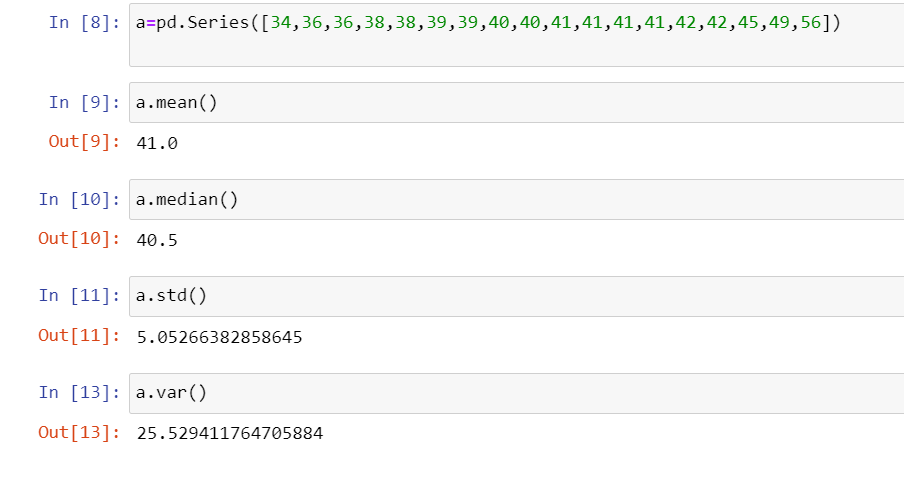 In [8]: a=pd.Series([34,36,36,38,38,39,39,40,40,41,41,41,41,42,42,45,49,56])
In [9]: a.mean()
Out[9]: 41.0
In [10]: a.median()
Out[10]: 40.5
In [11]: a.std()
Out[11]: 5.05266382858645
In [13]: a.var()
Out[13]: 25.529411764705884